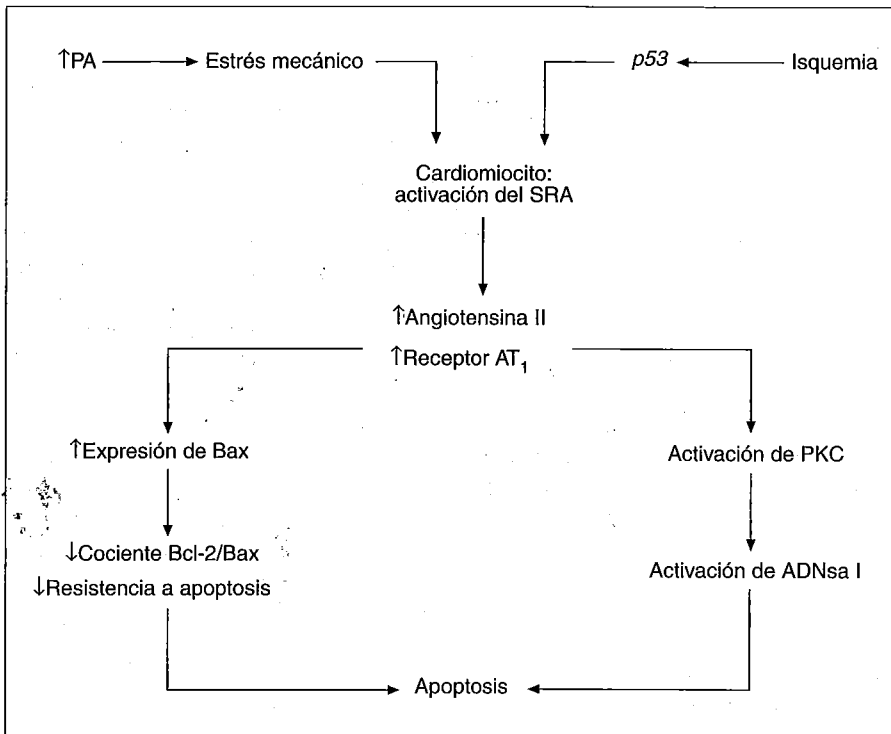 ↑PA → Estrés mecánico
p53 ← Isquemia
Cardiomiocito:
activación del SRA
↑Angiotensina II
↑Receptor AT₁
↑Expresión de Bax
Activación de PKC
↓Cociente Bcl-2/Bax
↓Resistencia a apoptosis
Activación de ADNsa I
Apoptosis